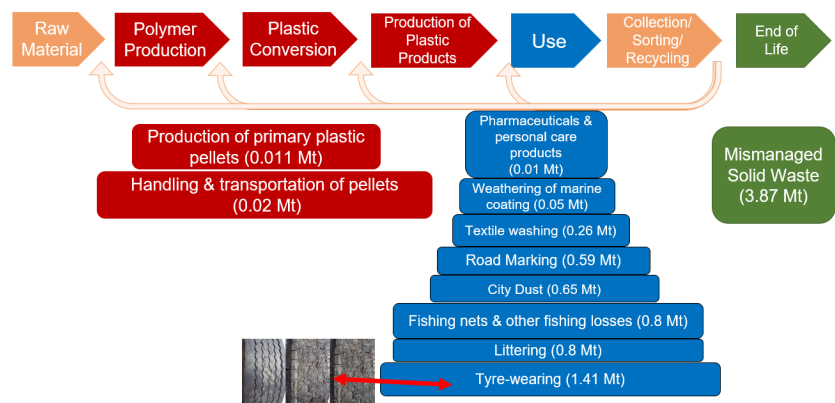 Raw
Material
Polymer
Production
Plastic
Conversion
Production of
Plastic
Products
Use
Collection/
Sorting/
Recycling
End of
Life
Production of primary plastic
pellets (0.011 Mt)
Handling & transportation of pellets
(0.02 Mt)
Pharmaceuticals &
personal care
products
(0.01 Mt)
Weathering of marine
coating (0.05 Mt)
Textile washing (0.26 Mt)
Road Marking (0.59 Mt)
City Dust (0.65 Mt)
Fishing nets & other fishing losses (0.8 Mt)
Littering (0.8 Mt)
Tyre-wearing (1.41 Mt)
Mismanaged
Solid Waste
(3.87 Mt)